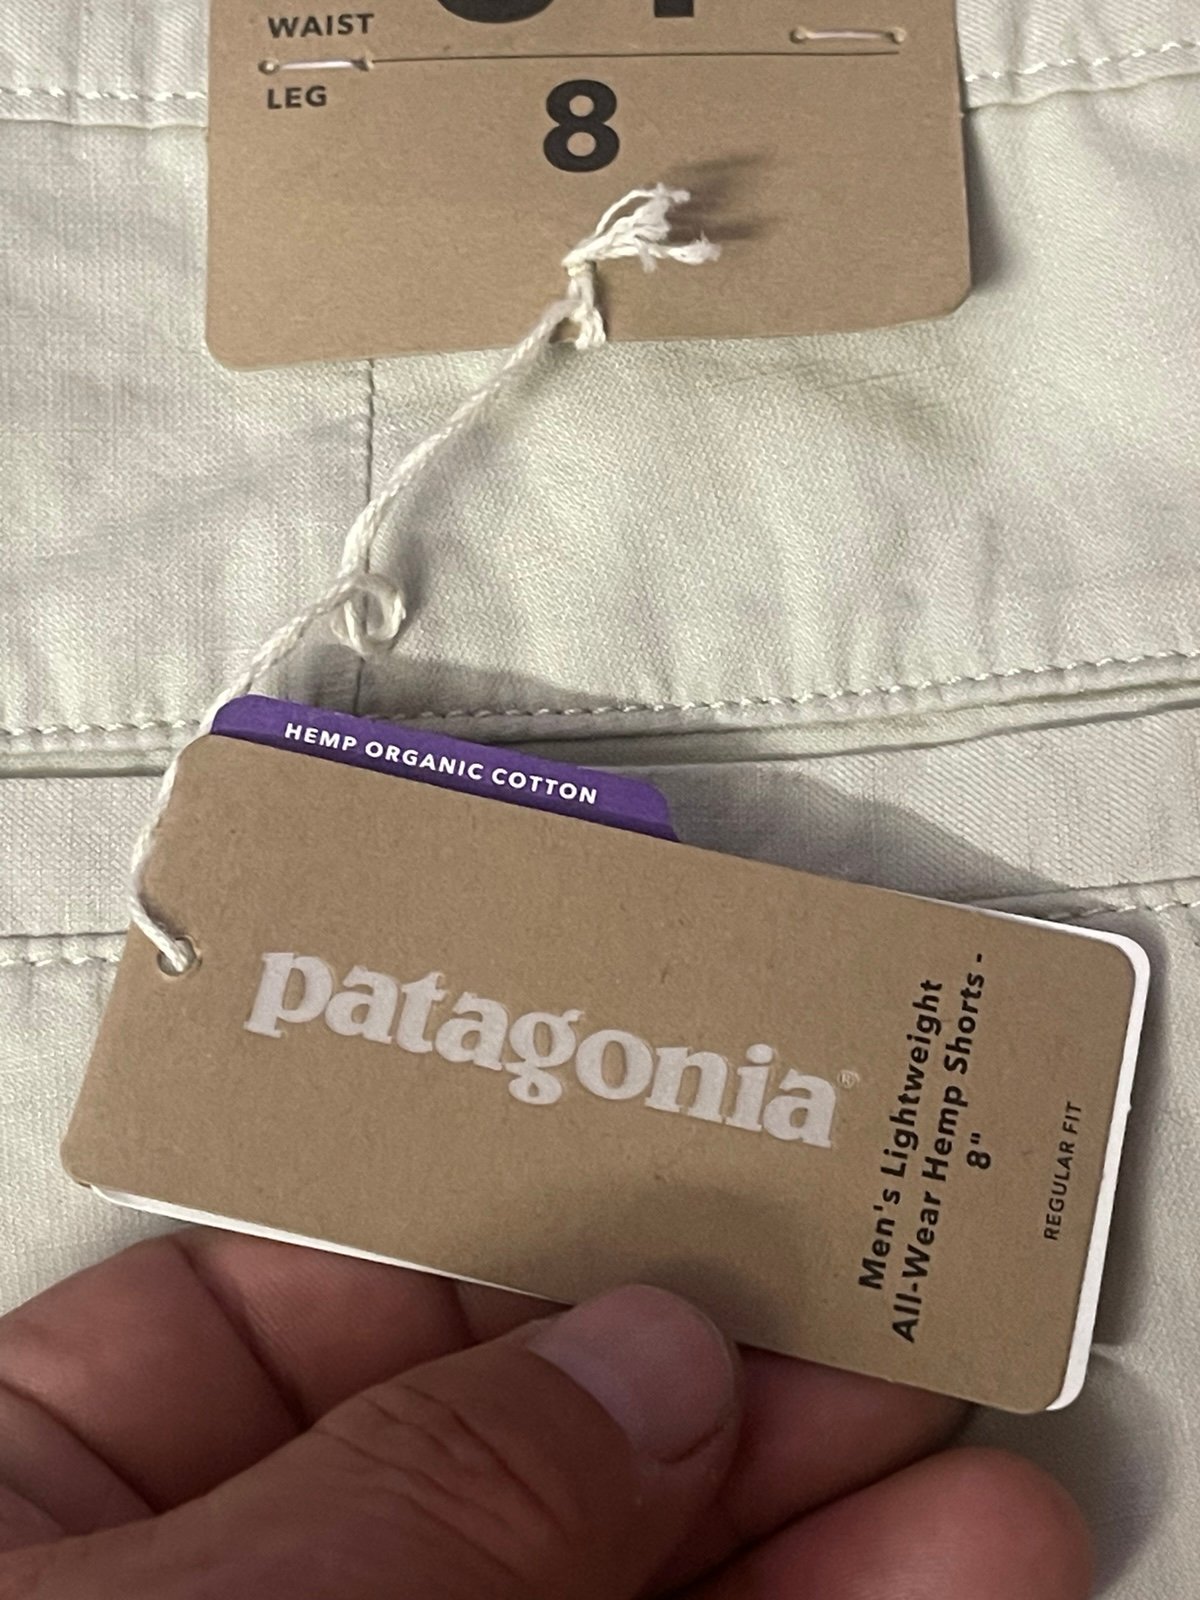 WAIST
LEG
8
HEMP ORGANIC COTTON
patagonia®
Men's Lightweight
All-Wear Hemp Shorts -
8"
REGULAR FIT